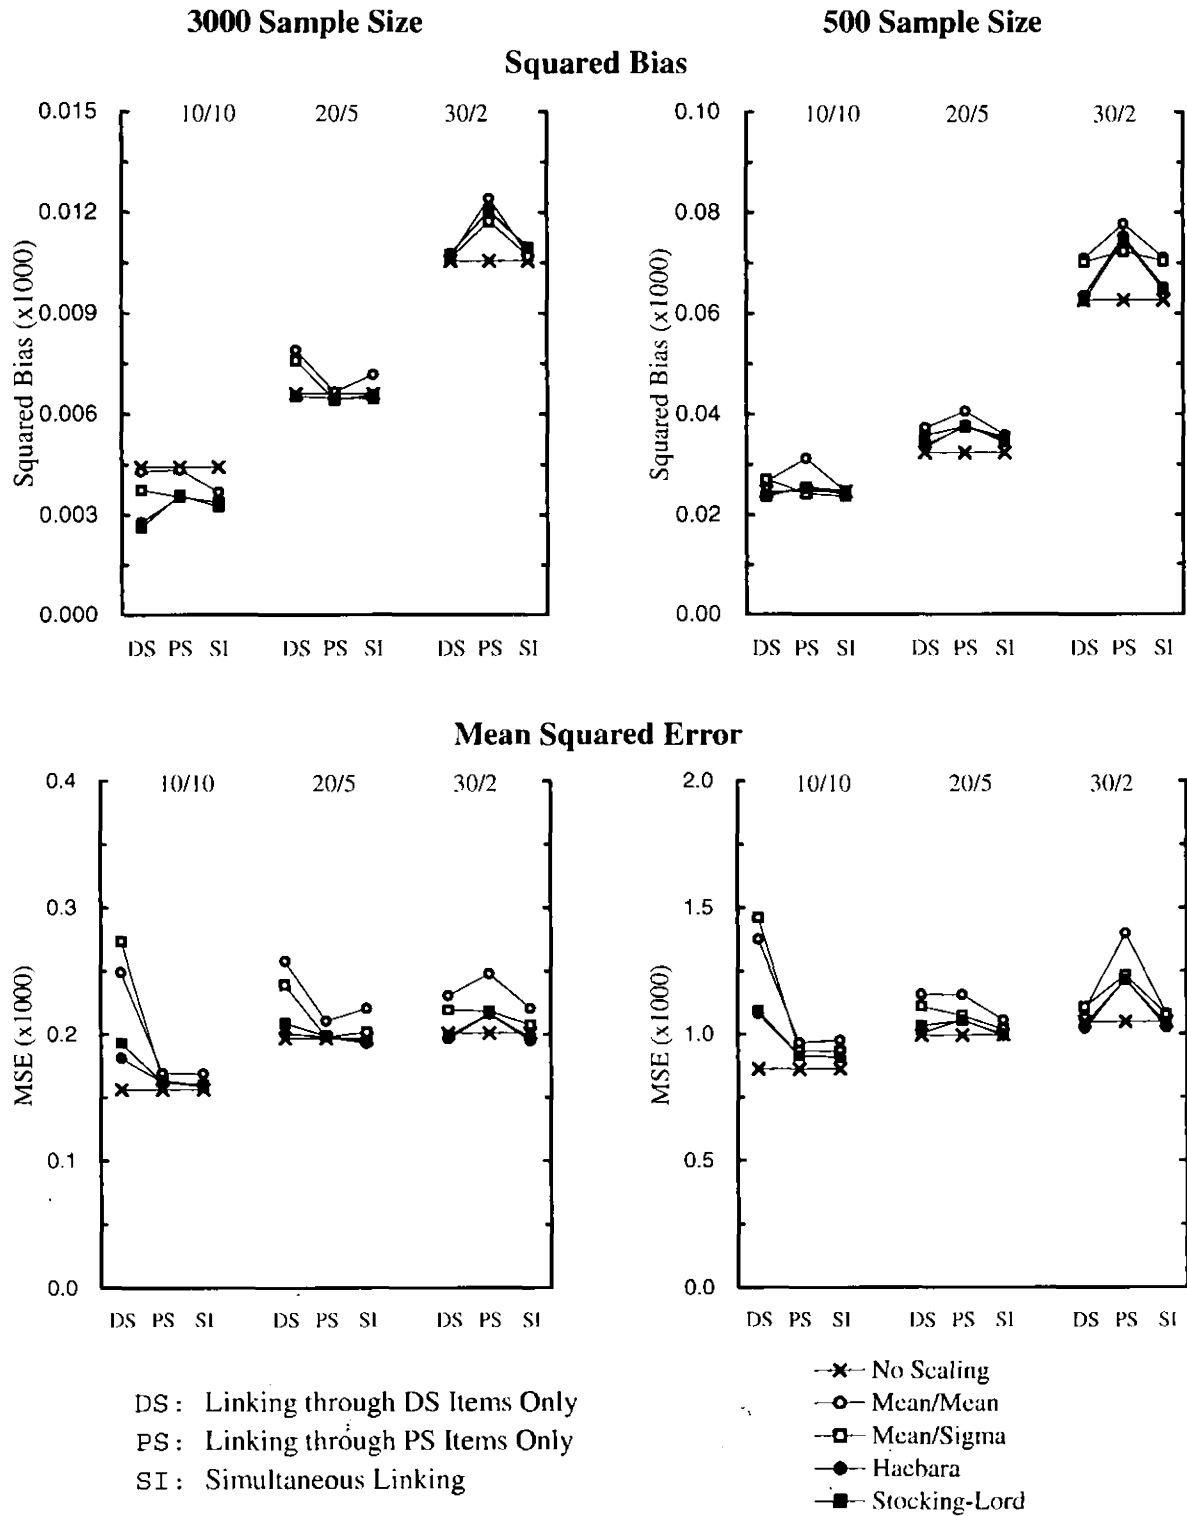 3000 Sample Size
500 Sample Size
Squared Bias
0.015
0.012
0.009
0.006
0.003
0.000
Squared Bias (x1000)
10/10 20/5 30/2
DS PS SI DS PS SI DS PS SI
0.10
0.08
0.06
0.04
0.02
0.00
Squared Bias (x1000)
10/10 20/5 30/2
DS PS SI DS PS SI DS PS SI
Mean Squared Error
0.4
0.3
0.2
0.1
0.0
MSE (x1000)
10/10 20/5 30/2
DS PS SI DS PS SI DS PS SI
2.0
1.5
1.0
0.5
0.0
MSE (x1000)
10/10 20/5 30/2
DS PS SI DS PS SI DS PS SI
DS: Linking through DS Items Only
PS: Linking through PS Items Only
SI: Simultaneous Linking
No Scaling
Mean/Mean
Mean/Sigma
Haebara
Stocking-Lord